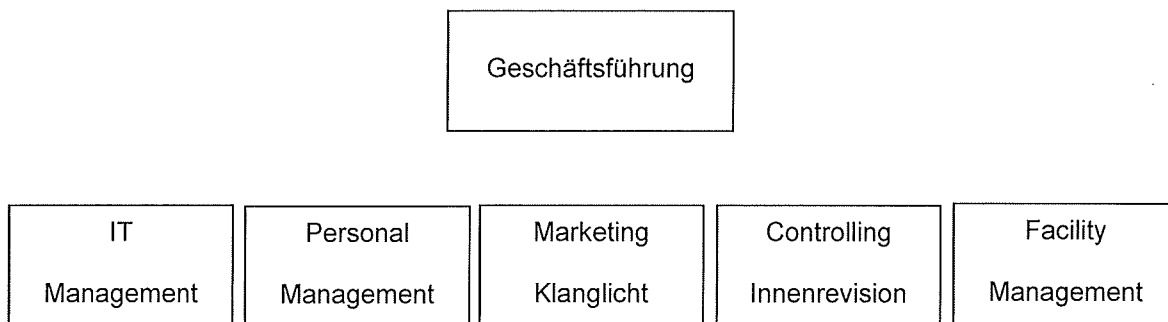 Geschäftsführung
IT
Management
Personal
Management
Marketing
Klanglicht
Controlling
Innenrevision
Facility
Management